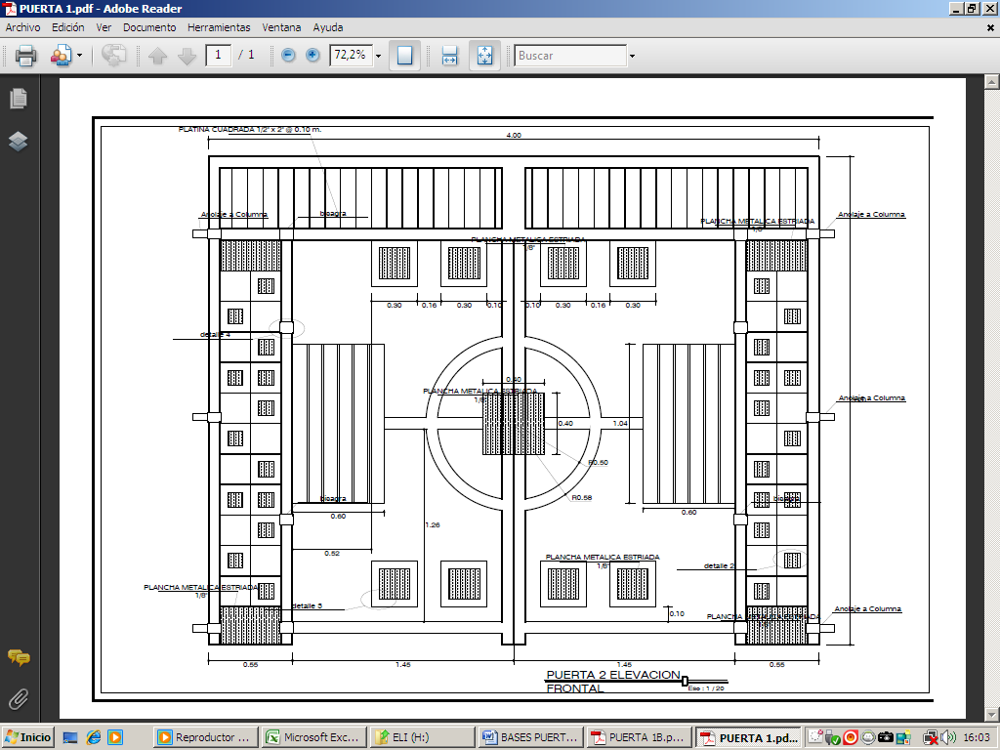 PUERTA 1.pdf - Adobe Reader
Archivo Edición Ver Documento Herramientas Ventana Ayuda
1 / 1 72,2% Buscar
PLATINA CUADRADA 1/2" x 2" @ 0.10 m.
4.00
Anclaje a Columna
bisagra
PLANCHA METALICA ESTRIADA
1/8"
Anclaje a Columna
PLANCHA METALICA ESTRIADA
1/8"
0.30 0.16 0.30 0.10 0.10 0.30 0.16 0.30
detalle 4
0.40
PLANCHA METALICA ESTRIADA
1/8"
Anclaje a Columna
0.40 1.04
R0.50
R0.58
bisagra
bisagra
0.60
0.60
1.26
0.52
PLANCHA METALICA ESTRIADA
1/8"
detalle 2
PLANCHA METALICA ESTRIADA
1/8"
detalle 3
0.10
Anclaje a Columna
PLANCHA METALICA ESTRIADA
1/8"
0.55 1.45 1.45 0.55
PUERTA 2 ELEVACION
FRONTAL
Esc : 1 / 20
Inicio Reproductor ... Microsoft Exc... ELI (H:) BASES PUERT... PUERTA 1B.p... PUERTA 1.pd... 16:03